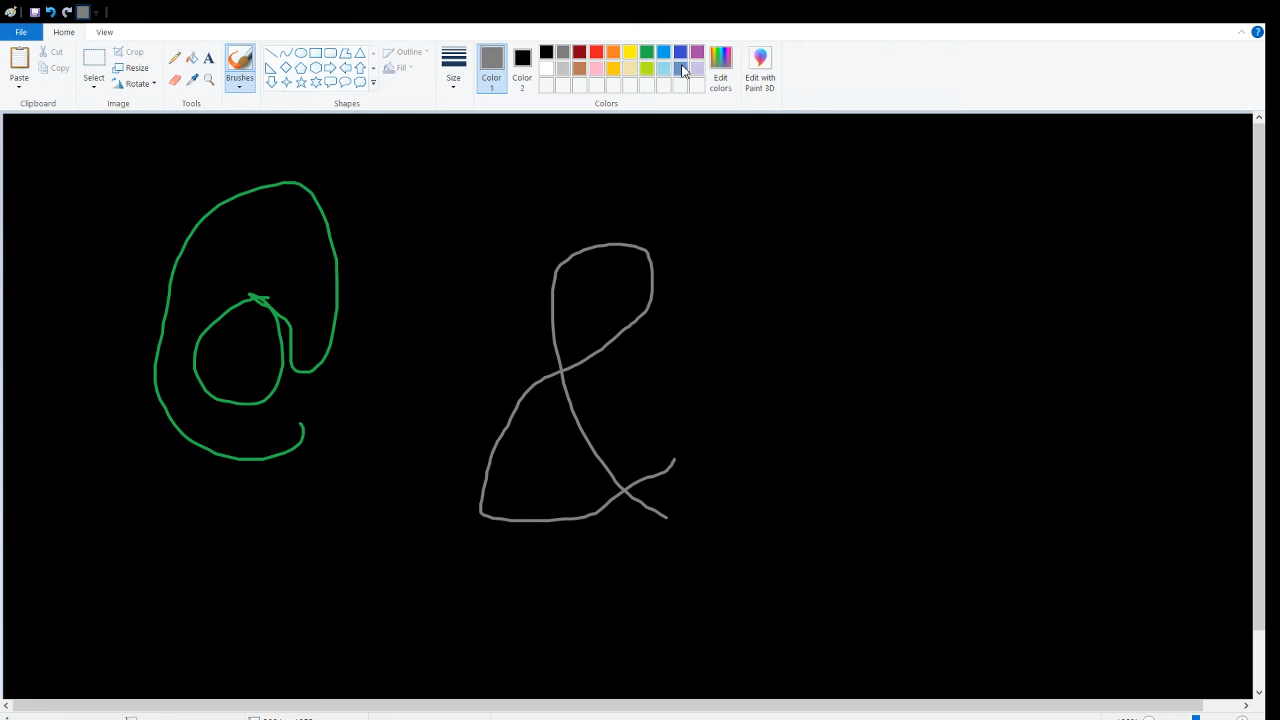 File Home View
Paste Cut Copy Clipboard
Select Crop Resize Rotate Image
Tools
Brushes
Outline Fill Shapes
Size
Color 1
Color 2
Edit colors
Colors
Edit with Paint 3D
@ &